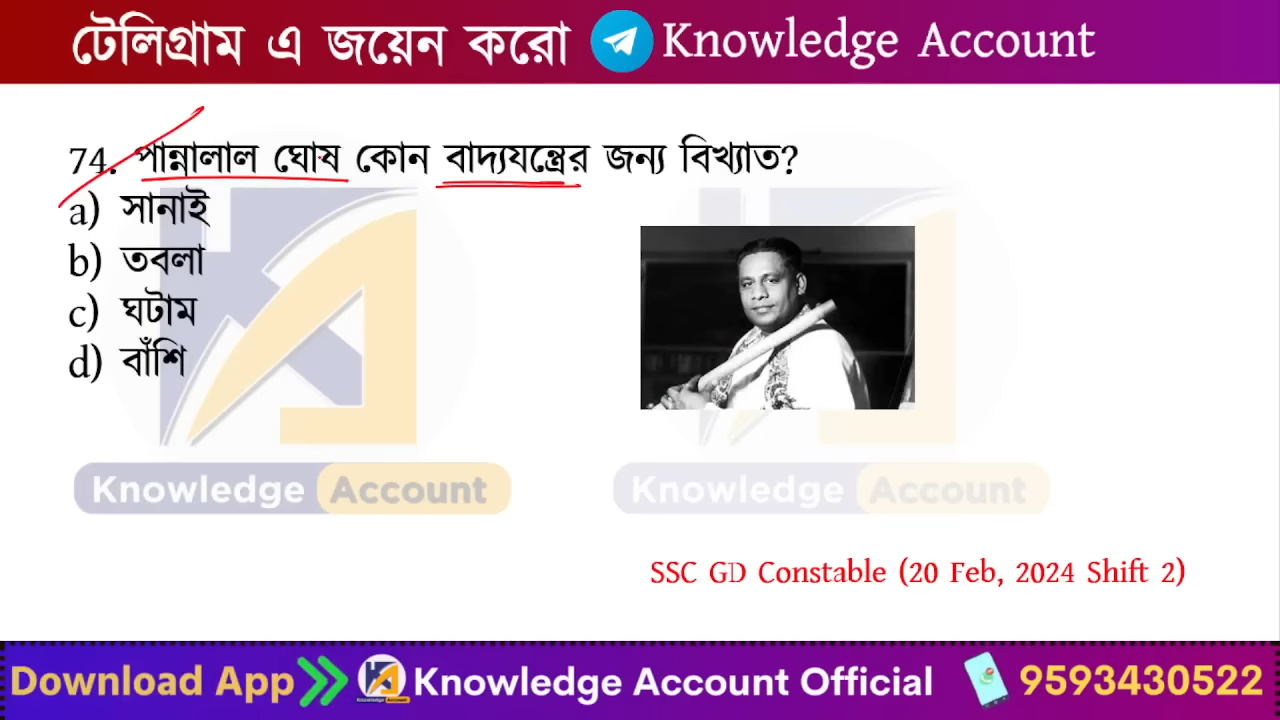 টেলিগ্রাম এ জয়েন করো Knowledge Account
74. পান্নালাল ঘোষ কোন বাদ্যযন্ত্রের জন্য বিখ্যাত?
a) সানাই
b) তবলা
c) ঘটাম
d) বাঁশি
Knowledge Account
Knowledge Account
SSC GD Constable (20 Feb, 2024 Shift 2)
Download App Knowledge Account Official 9593430522